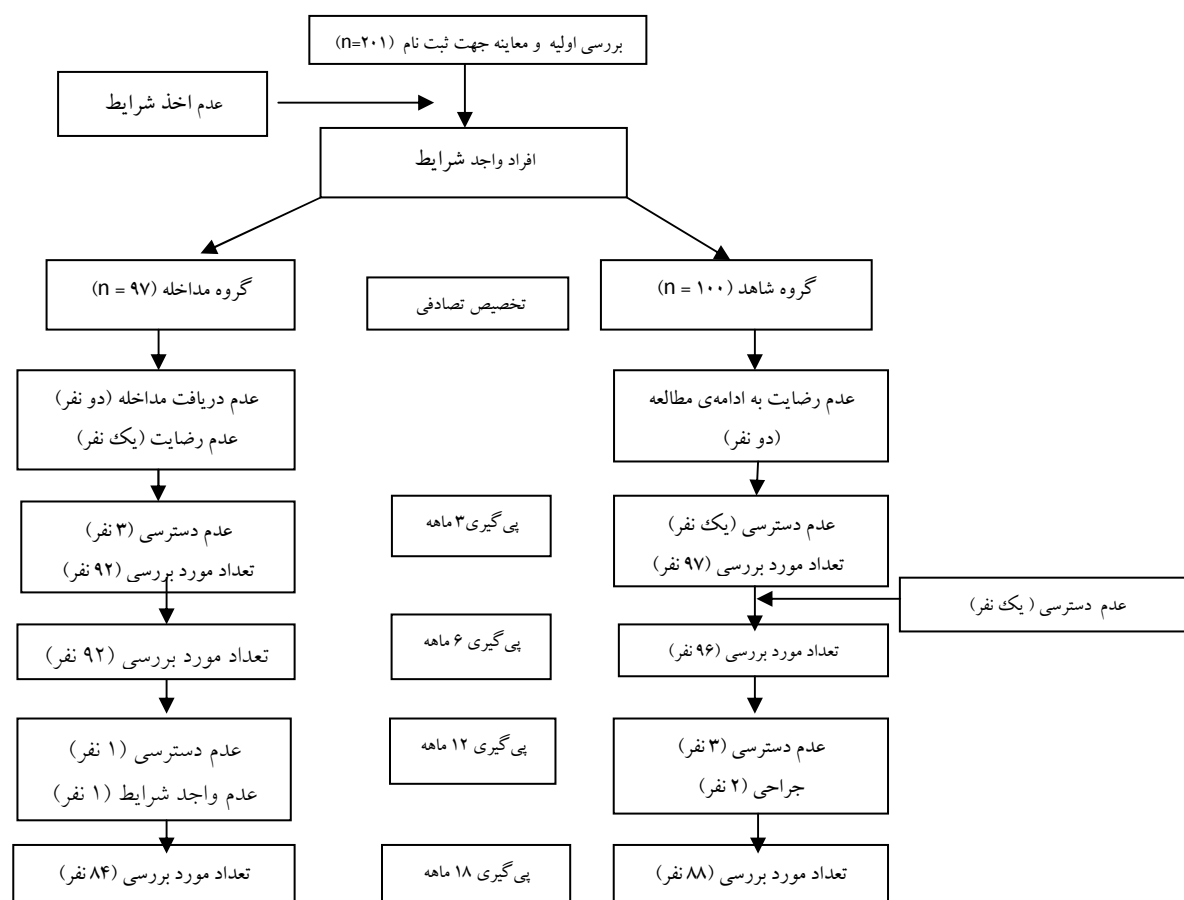 بررسی اولیه و معاینه جهت ثبت نام (n=۲۰۱)
عدم اخذ شرایط
افراد واجد شرایط
گروه شاهد (n = ۱۰۰)
تخصیص تصادفی
گروه مداخله (n = ۹۷)
عدم رضایت به ادامه‌ی مطالعه
(دو نفر)
عدم دریافت مداخله (دو نفر)
عدم رضایت (یک نفر)
عدم دسترسی (یک نفر)
تعداد مورد بررسی (۹۷ نفر)
پی‌گیری۳ ماهه
عدم دسترسی (۳ نفر)
تعداد مورد بررسی (۹۲ نفر)
عدم دسترسی ( یک نفر)
تعداد مورد بررسی (۹۶ نفر)
پی‌گیری ۶ ماهه
تعداد مورد بررسی (۹۲ نفر)
عدم دسترسی (۳ نفر)
جراحی (۲ نفر)
پی‌گیری ۱۲ ماهه
عدم دسترسی (۱ نفر)
عدم واجد شرایط (۱ نفر)
تعداد مورد بررسی (۸۸ نفر)
پی‌گیری ۱۸ ماهه
تعداد مورد بررسی (۸۴ نفر)